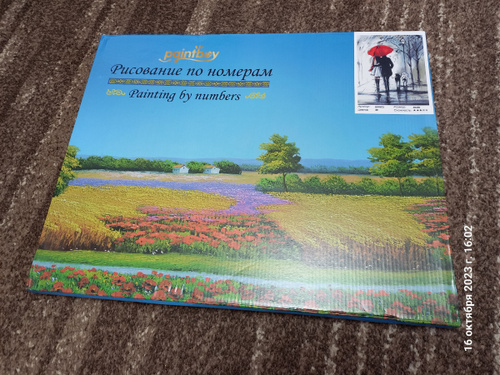 paintboy
Рисование по номерам
Painting by numbers
16 октября 2023 г., 16:02